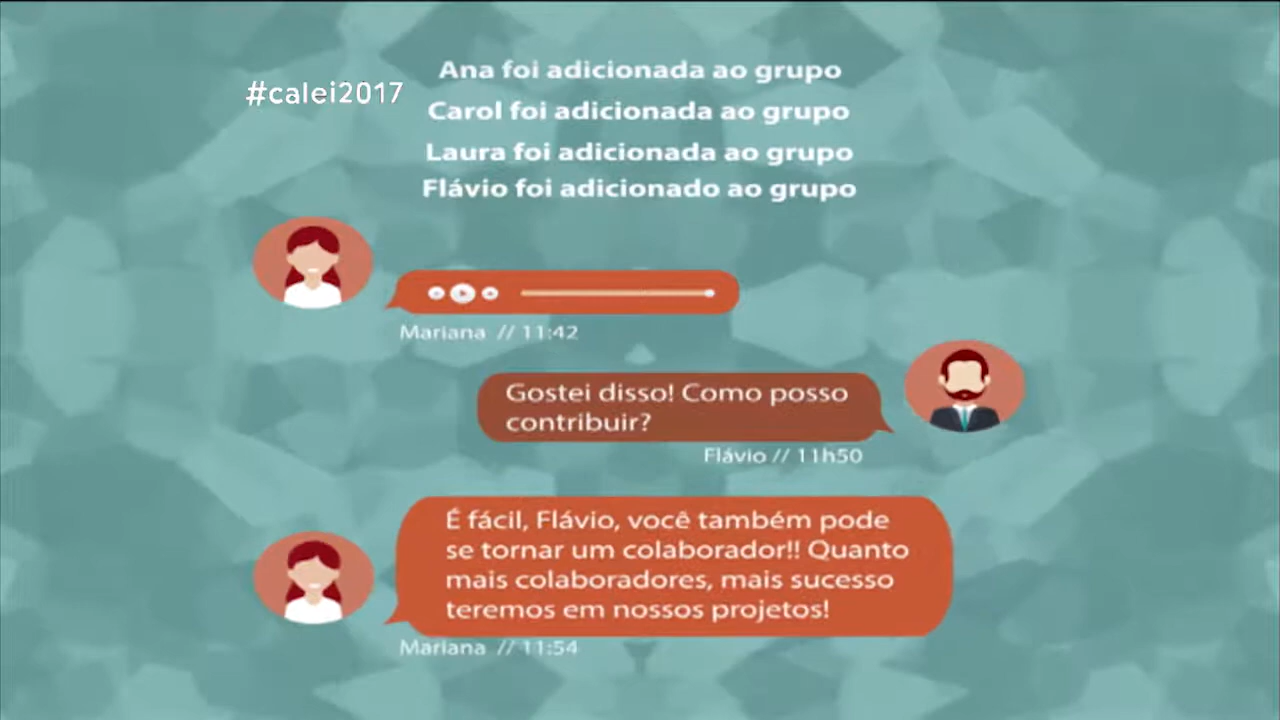 Ana foi adicionada ao grupo
#calei2017
Carol foi adicionada ao grupo
Laura foi adicionada ao grupo
Flávio foi adicionado ao grupo
Mariana // 11:42
Gostei disso! Como posso
contribuir?
Flávio // 11h50
É fácil, Flávio, você também pode
se tornar um colaborador!! Quanto
mais colaboradores, mais sucesso
teremos em nossos projetos!
Mariana // 11:54